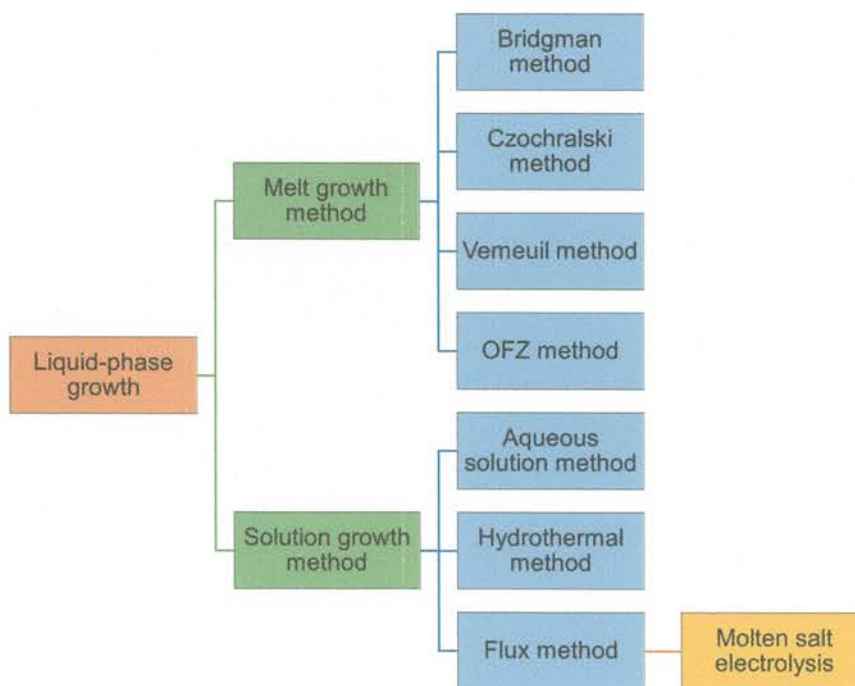 Bridgman
method
Czochralski
method
Melt growth
method
Vemeuil method
Liquid-phase
growth
OFZ method
Aqueous
solution method
Solution growth
method
Hydrothermal
method
Flux method
Molten salt
electrolysis